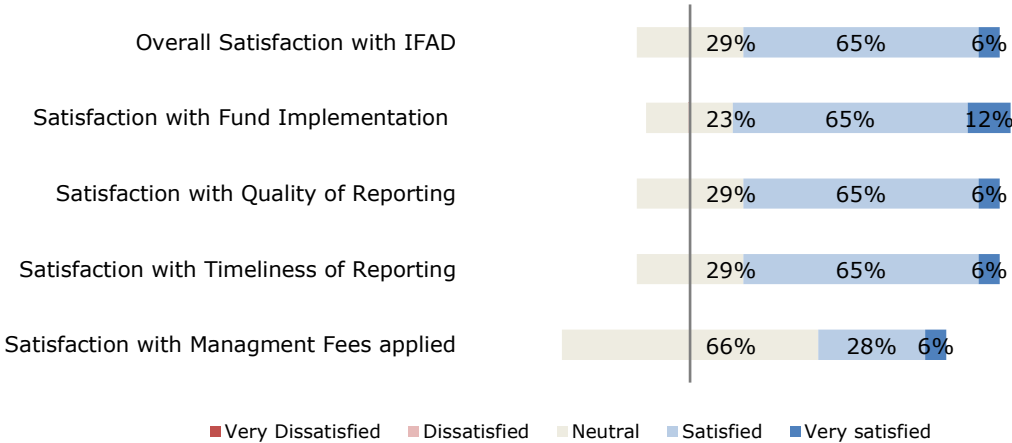 Overall Satisfaction with IFAD 29% 65% 6%
Satisfaction with Fund Implementation 23% 65% 12%
Satisfaction with Quality of Reporting 29% 65% 6%
Satisfaction with Timeliness of Reporting 29% 65% 6%
Satisfaction with Managment Fees applied 66% 28% 6%
Very Dissatisfied Dissatisfied Neutral Satisfied Very satisfied